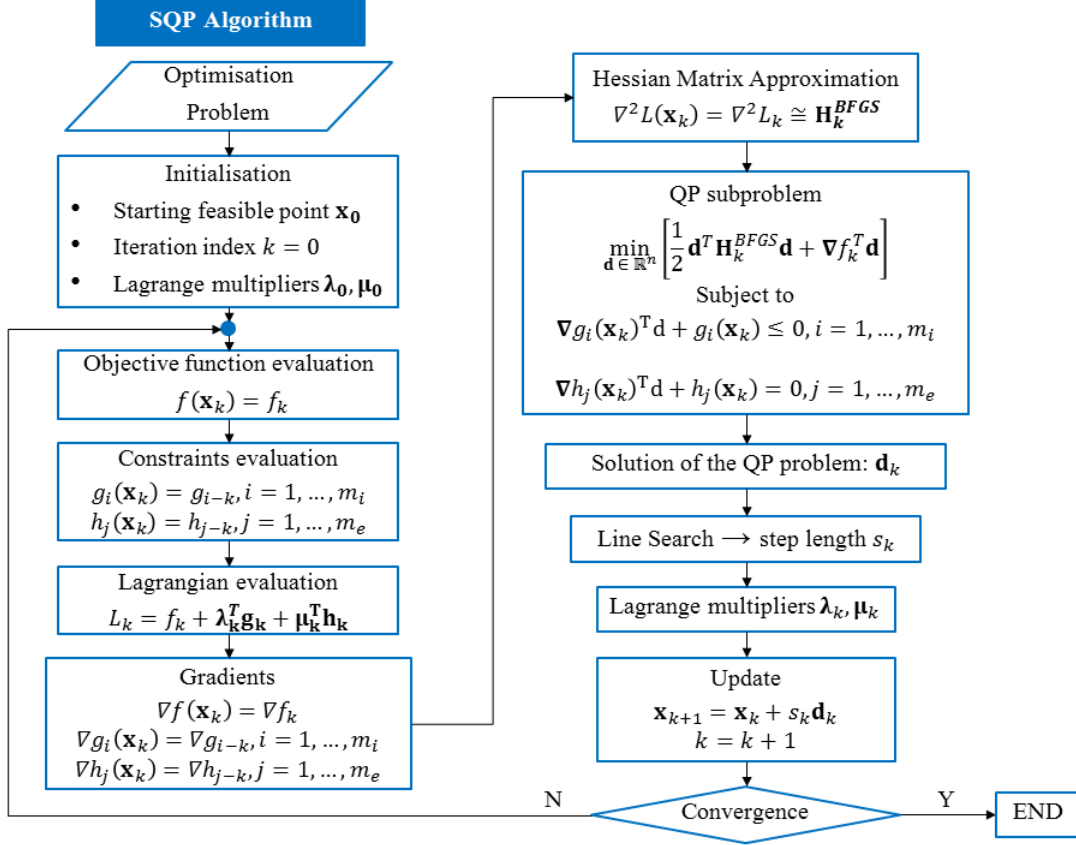 SQP Algorithm
Optimisation
Problem
Initialisation
• Starting feasible point 𝐱₀
• Iteration index k = 0
• Lagrange multipliers 𝛌₀, 𝛍₀
Objective function evaluation
f(𝐱ₖ) = fₖ
Constraints evaluation
gᵢ(𝐱ₖ) = gᵢ₋ₖ, i = 1, ..., mᵢ
hⱼ(𝐱ₖ) = hⱼ₋ₖ, j = 1, ..., mₑ
Lagrangian evaluation
Lₖ = fₖ + 𝛌ₖᵀ𝐠ₖ + 𝛍ₖᵀ𝐡ₖ
Gradients
∇f(𝐱ₖ) = ∇fₖ
∇gᵢ(𝐱ₖ) = ∇gᵢ₋ₖ, i = 1, ..., mᵢ
∇hⱼ(𝐱ₖ) = ∇hⱼ₋ₖ, j = 1, ..., mₑ
Hessian Matrix Approximation
∇²L(𝐱ₖ) = ∇²Lₖ ≅ 𝐇ₖ^BFGS
QP subproblem
min 𝐝 ∈ ℝⁿ [1/2 𝐝ᵀ𝐇ₖ^BFGS 𝐝 + 𝛁fₖᵀ𝐝]
Subject to
𝛁gᵢ(𝐱ₖ)ᵀd + gᵢ(𝐱ₖ) ≤ 0, i = 1, ..., mᵢ
𝛁hⱼ(𝐱ₖ)ᵀd + hⱼ(𝐱ₖ) = 0, j = 1, ..., mₑ
Solution of the QP problem: 𝐝ₖ
Line Search → step length sₖ
Lagrange multipliers 𝛌ₖ, 𝛍ₖ
Update
𝐱ₖ₊₁ = 𝐱ₖ + sₖ𝐝ₖ
k = k + 1
N
Convergence
Y
END